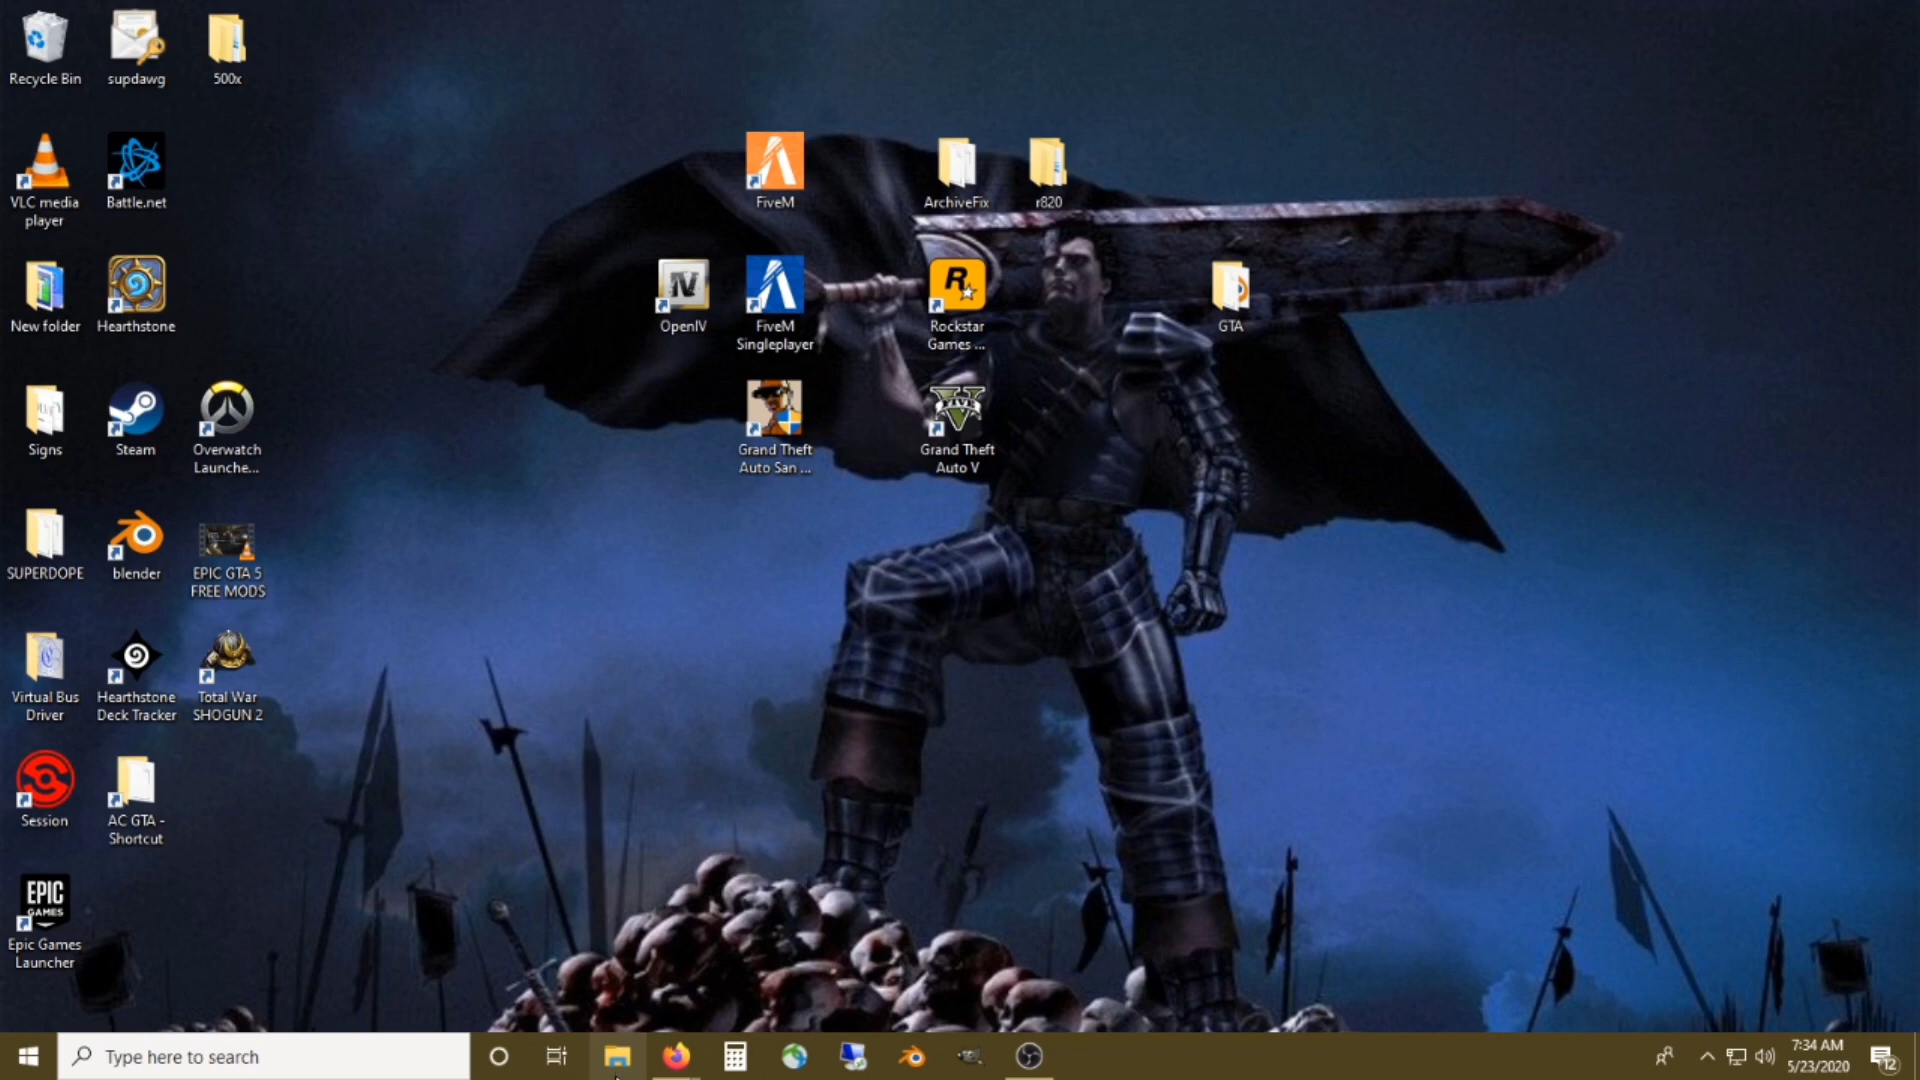 Recycle Bin
supdawg
500x
VLC media
player
Battle.net
FiveM
ArchiveFix
r820
New folder
Hearthstone
OpenIV
FiveM
Singleplayer
R
Rockstar
Games ...
GTA
Signs
Steam
Overwatch
Launche...
Grand Theft
Auto San ...
FIVE
Grand Theft
Auto V
SUPERDOPE
blender
EPIC GTA 5
FREE MODS
Virtual Bus
Driver
Hearthstone
Deck Tracker
Total War
SHOGUN 2
Session
AC GTA -
Shortcut
EPIC
GAMES
Epic Games
Launcher
Type here to search
7:34 AM
5/23/2020
12